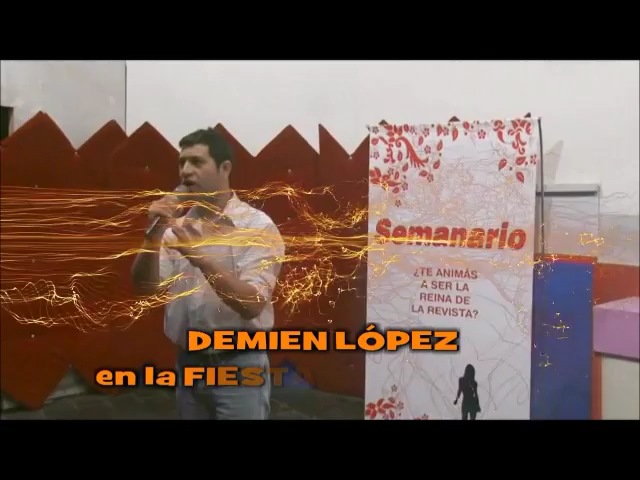 Semanario
¿TE ANIMÁS
A SER LA
REINA DE
LA REVISTA?
DEMIEN LÓPEZ
en la FIEST